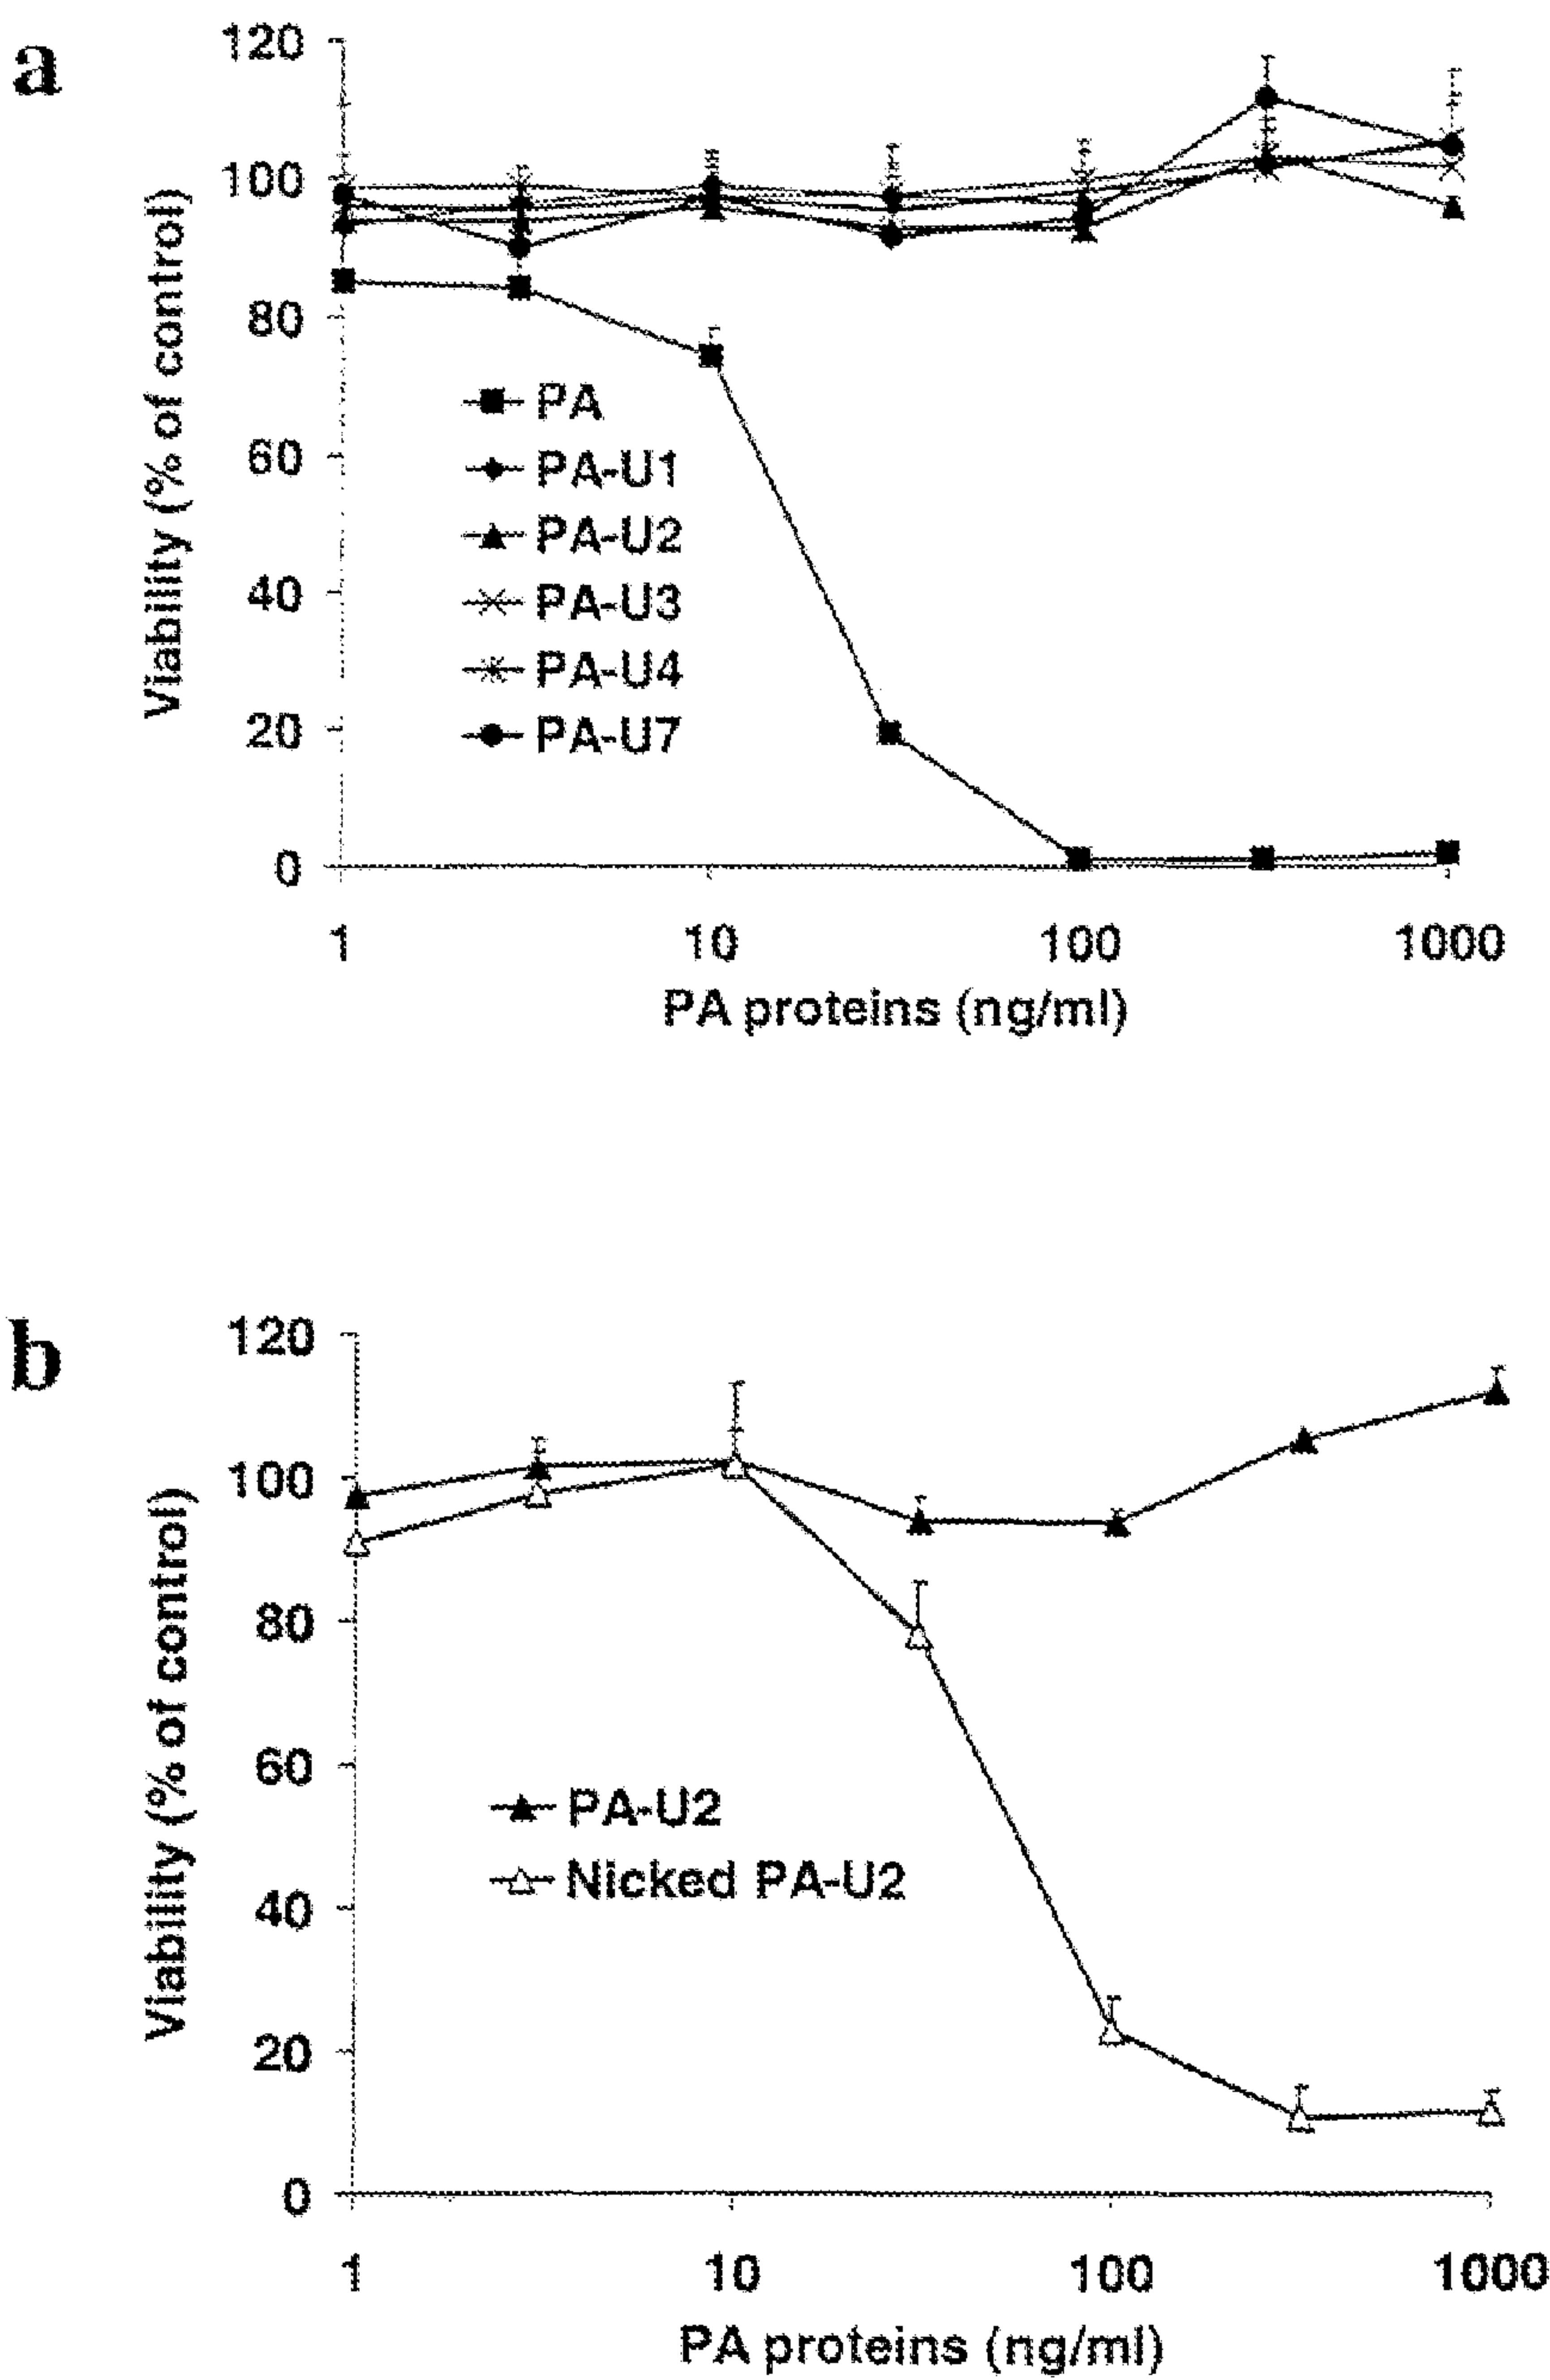 a
120
100
80
60
40
20
0
Viability (% of control)
PA
PA-U1
PA-U2
PA-U3
PA-U4
PA-U7
1 10 100 1000
PA proteins (ng/ml)
b
120
100
80
60
40
20
0
Viability (% of control)
PA-U2
Nicked PA-U2
1 10 100 1000
PA proteins (ng/ml)